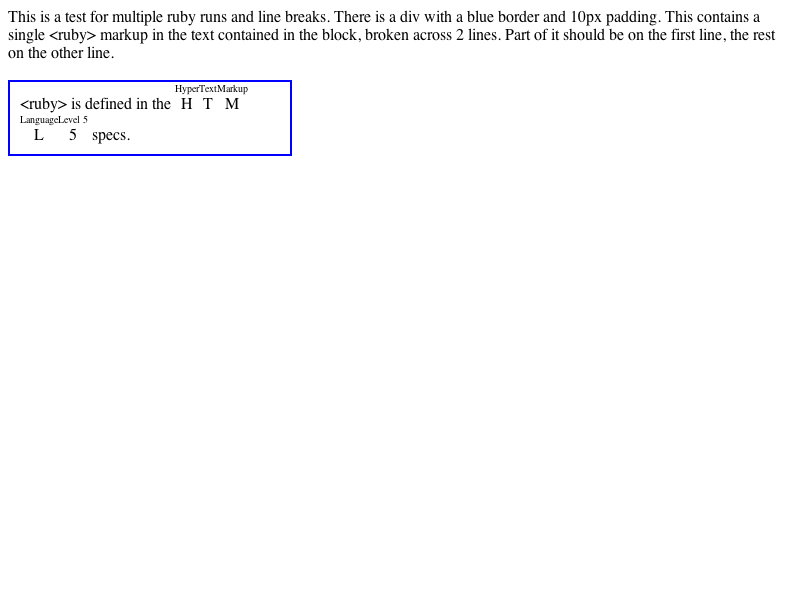 This is a test for multiple ruby runs and line breaks. There is a div with a blue border and 10px padding. This contains a
single <ruby> markup in the text contained in the block, broken across 2 lines. Part of it should be on the first line, the rest
on the other line.
HyperTextMarkup
<ruby> is defined in the H T M
LanguageLevel 5
L 5 specs.